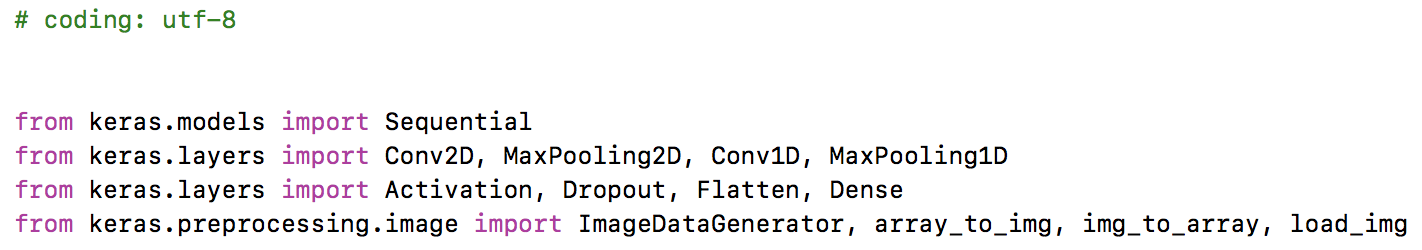 # coding: utf-8
from keras.models import Sequential
from keras.layers import Conv2D, MaxPooling2D, Conv1D, MaxPooling1D
from keras.layers import Activation, Dropout, Flatten, Dense
from keras.preprocessing.image import ImageDataGenerator, array_to_img, img_to_array, load_img